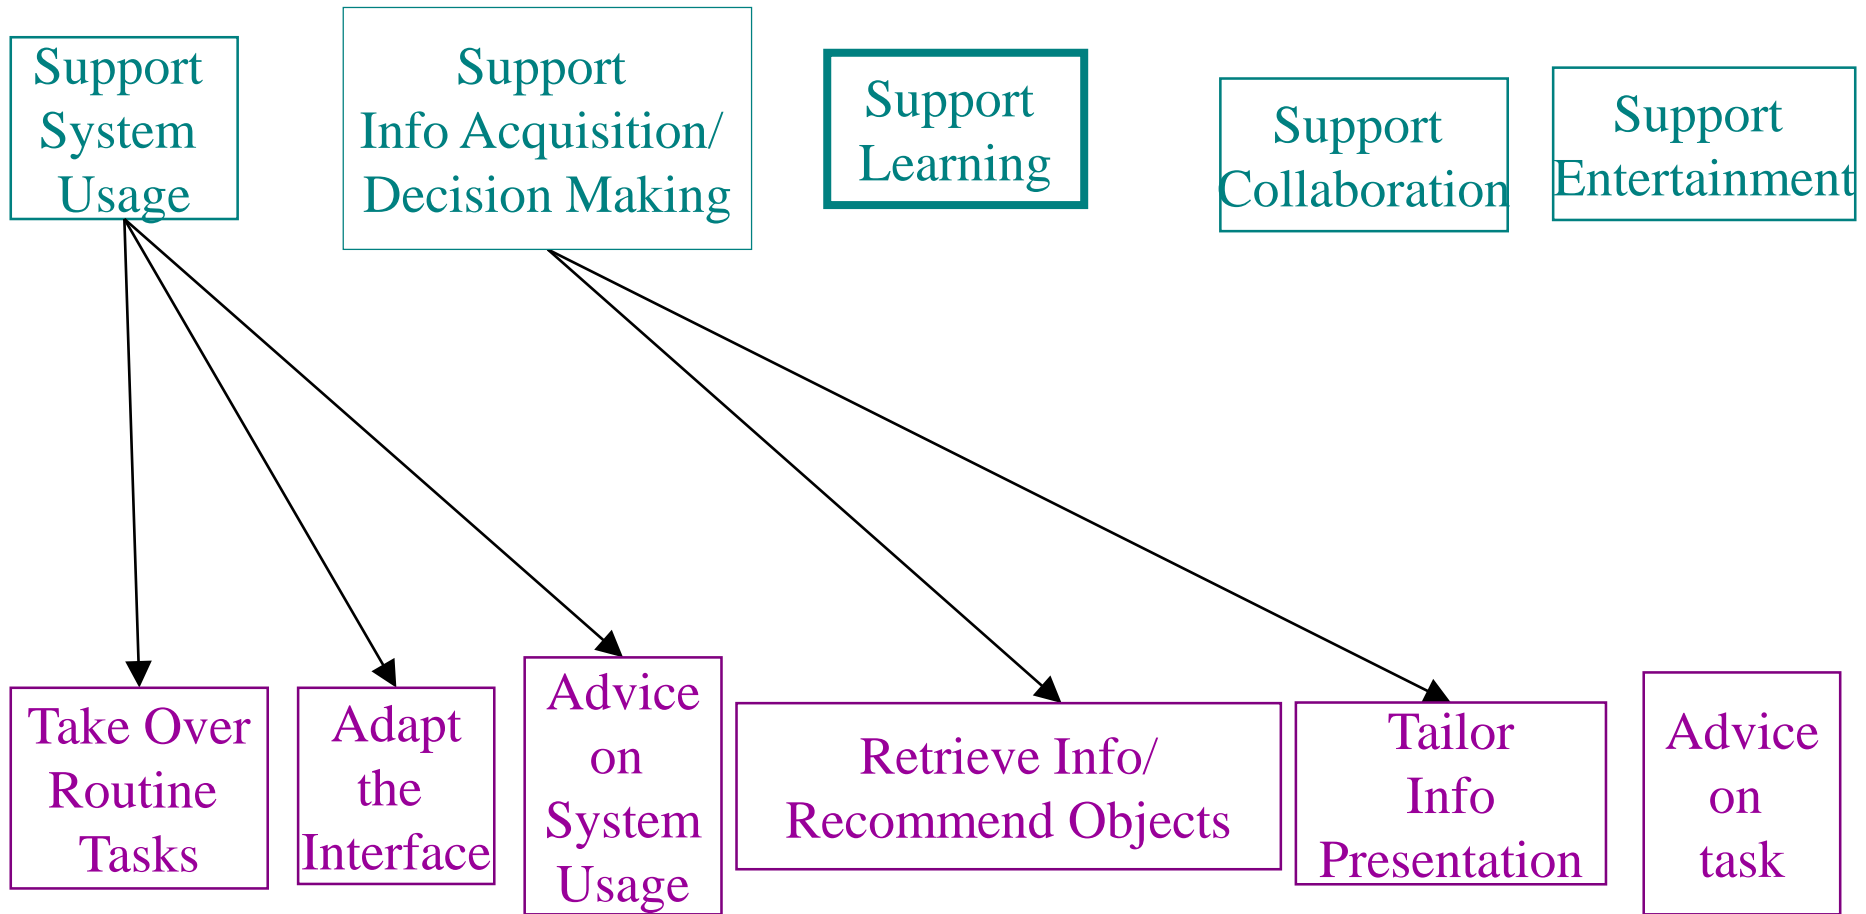 Support
System
Usage
Support
Info Acquisition/
Decision Making
Support
Learning
Support
Collaboration
Support
Entertainment
Take Over
Routine
Tasks
Adapt
the
Interface
Advice
on
System
Usage
Retrieve Info/
Recommend Objects
Tailor
Info
Presentation
Advice
on
task